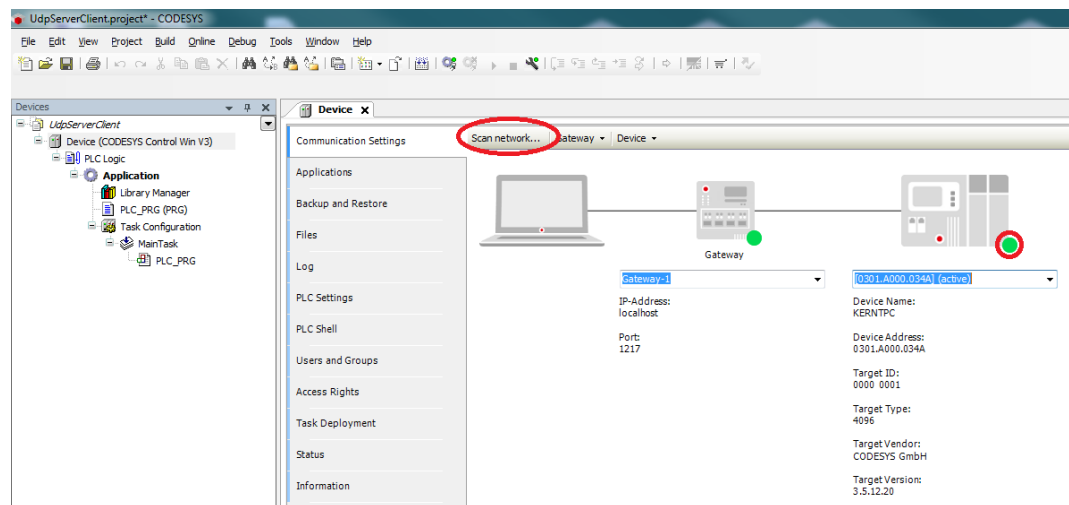 UdpServerClient.project* - CODESYS
File Edit View Project Build Online Debug Tools Window Help
Devices
UdpServerClient
Device (CODESYS Control Win V3)
PLC Logic
Application
Library Manager
PLC_PRG (PRG)
Task Configuration
MainTask
PLC_PRG
Device
Communication Settings
Applications
Backup and Restore
Files
Log
PLC Settings
PLC Shell
Users and Groups
Access Rights
Task Deployment
Status
Information
Scan network... Gateway Device
Gateway
Gateway-1
IP-Address:
localhost
Port:
1217
[0301.A000.034A] (active)
Device Name:
KERNTPC
Device Address:
0301.A000.034A
Target ID:
0000 0001
Target Type:
4096
Target Vendor:
CODESYS GmbH
Target Version:
3.5.12.20